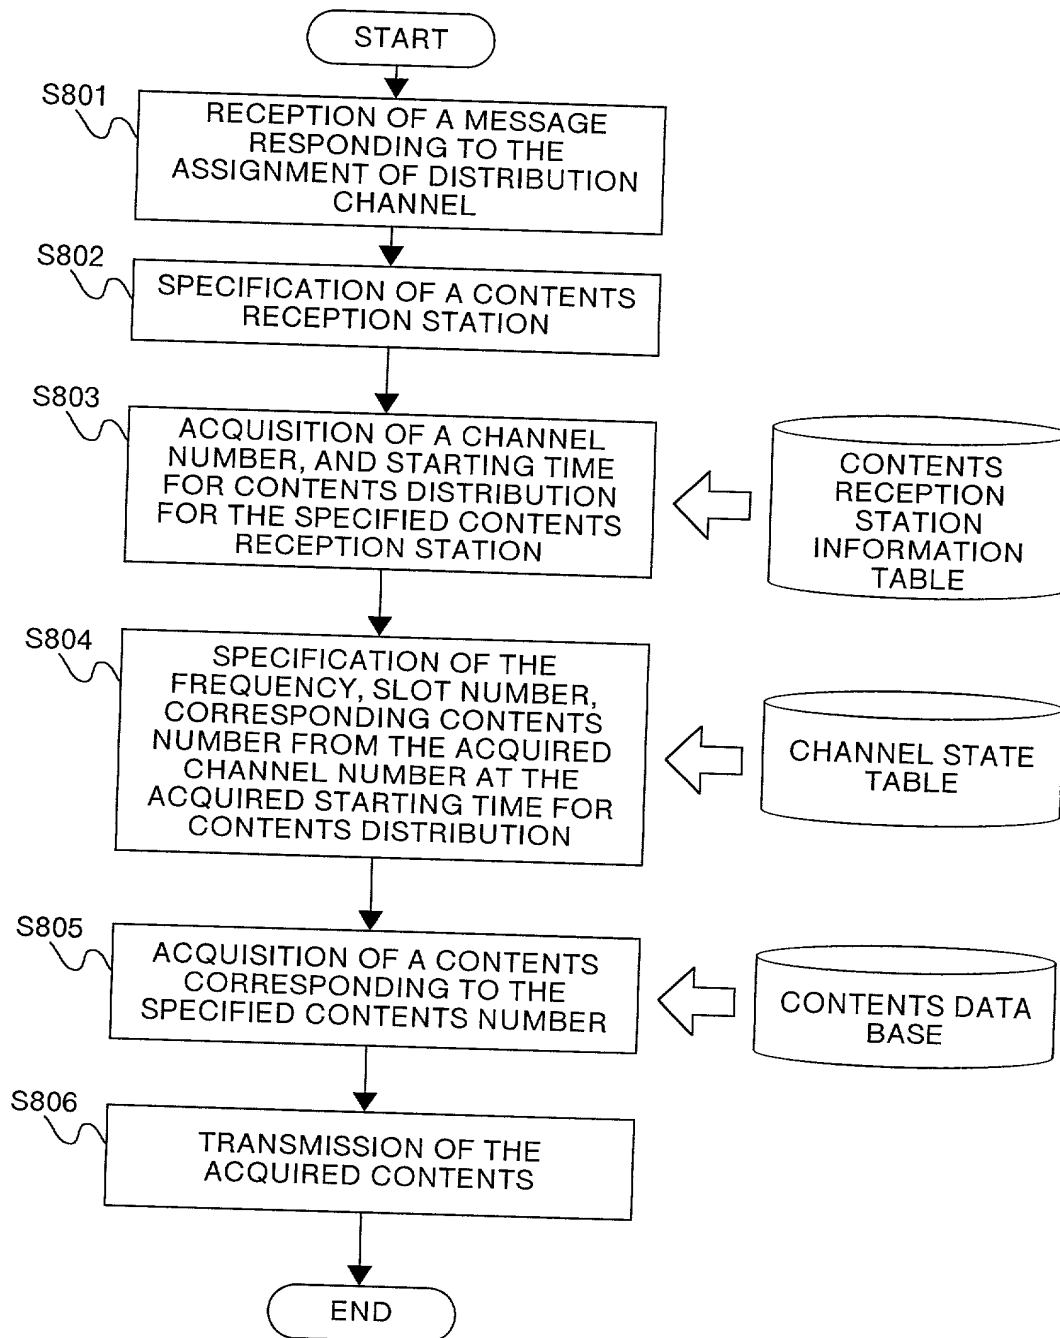 START
S801
RECEPTION OF A MESSAGE
RESPONDING TO THE
ASSIGNMENT OF DISTRIBUTION
CHANNEL
S802
SPECIFICATION OF A CONTENTS
RECEPTION STATION
S803
ACQUISITION OF A CHANNEL
NUMBER, AND STARTING TIME
FOR CONTENTS DISTRIBUTION
FOR THE SPECIFIED CONTENTS
RECEPTION STATION
CONTENTS
RECEPTION
STATION
INFORMATION
TABLE
S804
SPECIFICATION OF THE
FREQUENCY, SLOT NUMBER,
CORRESPONDING CONTENTS
NUMBER FROM THE ACQUIRED
CHANNEL NUMBER AT THE
ACQUIRED STARTING TIME FOR
CONTENTS DISTRIBUTION
CHANNEL STATE
TABLE
S805
ACQUISITION OF A CONTENTS
CORRESPONDING TO THE
SPECIFIED CONTENTS NUMBER
CONTENTS DATA
BASE
S806
TRANSMISSION OF THE
ACQUIRED CONTENTS
END